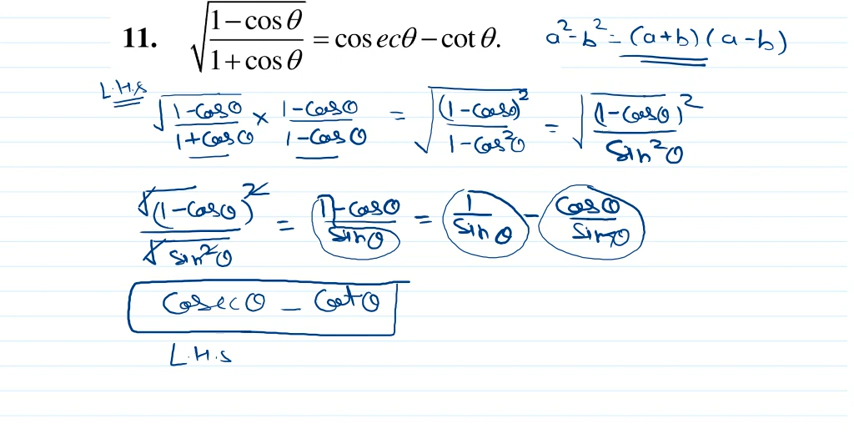 11. √((1−cosθ)/(1+cosθ)) = cosecθ−cotθ. a²-b² = (a+b)(a-b)
L.H.S
√((1-cosθ)/(1+cosθ) × (1-cosθ)/(1-cosθ)) = √((1-cosθ)²/(1-cos²θ)) = √((1-cosθ)²/sin²θ)
√(1-cosθ)²/√sin²θ = (1-cosθ)/sinθ = 1/sinθ - cosθ/sinθ
cosecθ - cotθ
L.H.S